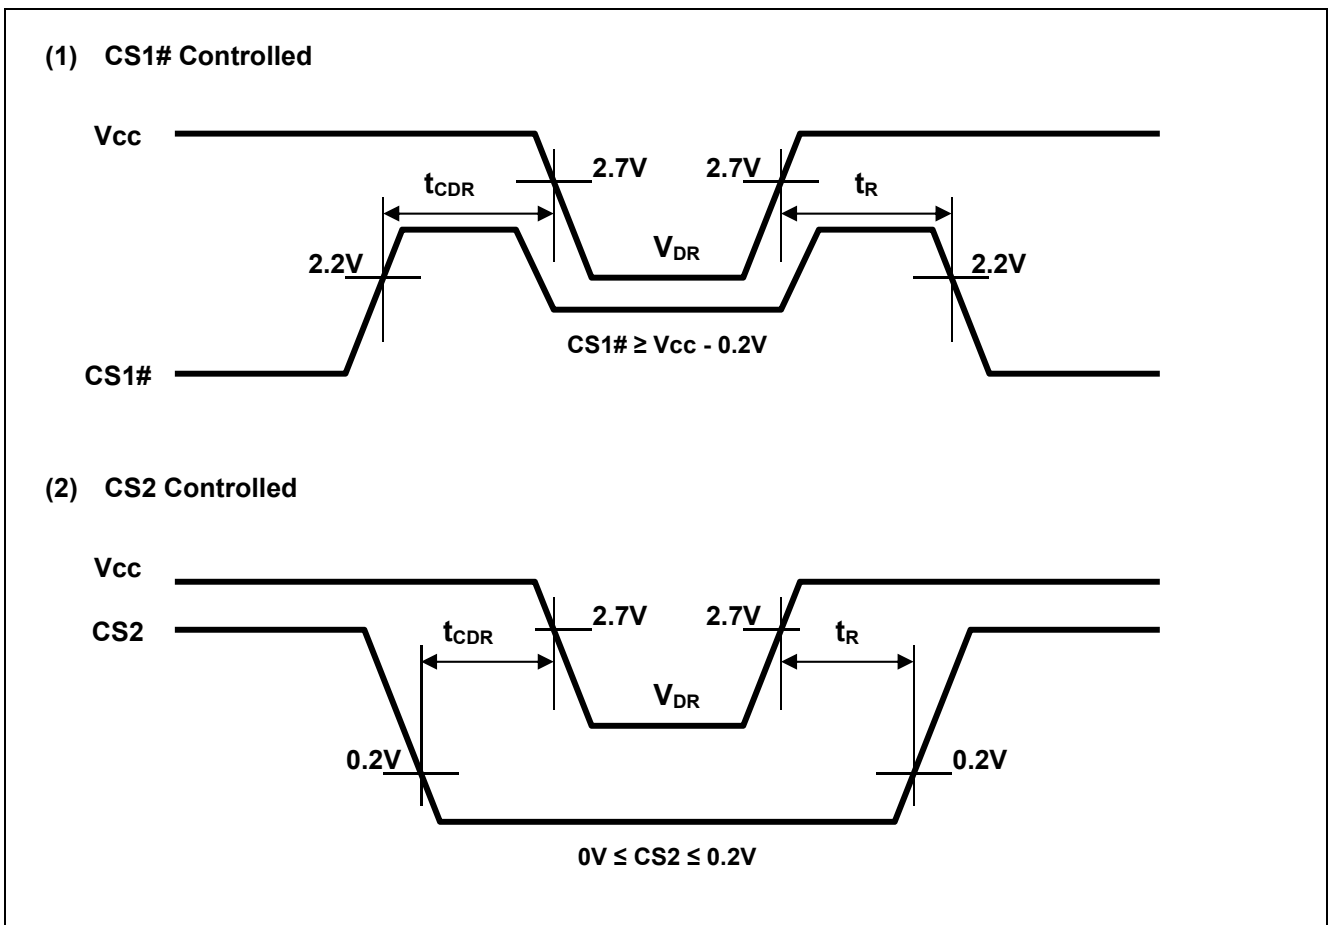 (1) CS1# Controlled
Vcc
2.7V 2.7V
tCDR tR
VDR
2.2V 2.2V
CS1# ≥ Vcc - 0.2V
CS1#
(2) CS2 Controlled
Vcc
2.7V 2.7V
CS2
tCDR tR
VDR
0.2V 0.2V
0V ≤ CS2 ≤ 0.2V